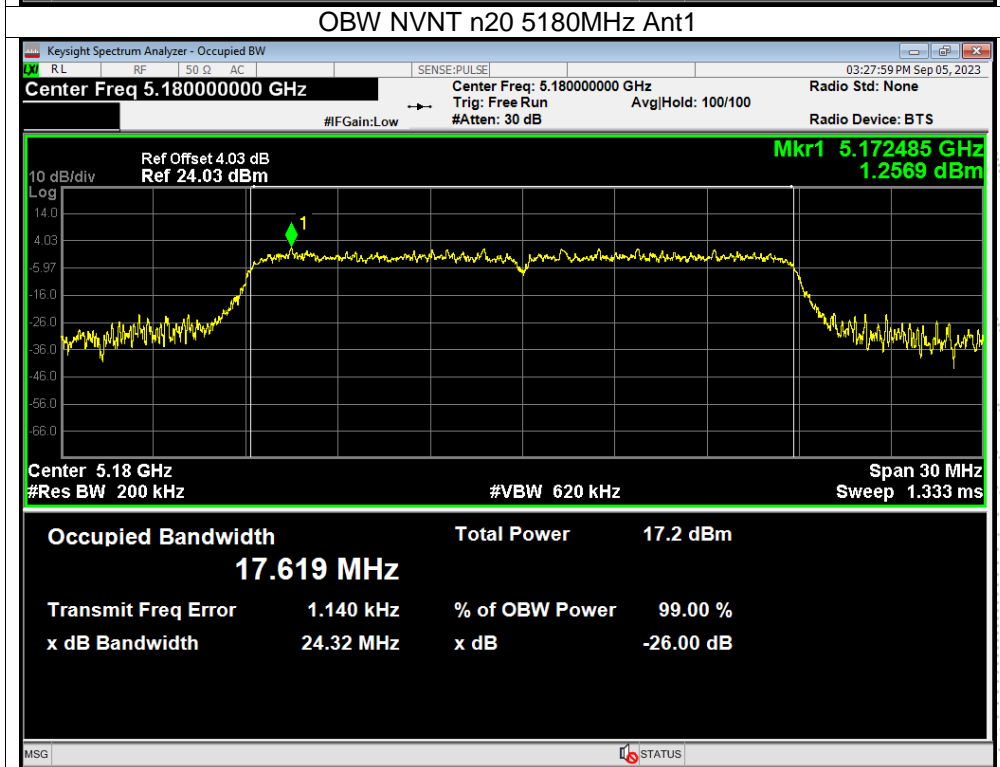 OBW NVNT n20 5180MHz Ant1
Keysight Spectrum Analyzer - Occupied BW
LXI RL RF 50 Ω AC SENSE:PULSE 03:27:59 PM Sep 05, 2023
Center Freq 5.180000000 GHz Center Freq: 5.180000000 GHz Radio Std: None
Trig: Free Run Avg|Hold: 100/100
#IFGain:Low #Atten: 30 dB Radio Device: BTS
Mkr1 5.172485 GHz
1.2569 dBm
Ref Offset 4.03 dB
10 dB/div Ref 24.03 dBm
Log
14.0
1
4.03
-5.97
-16.0
-26.0
-36.0
-46.0
-56.0
-66.0
Center 5.18 GHz Span 30 MHz
#Res BW 200 kHz #VBW 620 kHz Sweep 1.333 ms
Occupied Bandwidth Total Power 17.2 dBm
17.619 MHz
Transmit Freq Error 1.140 kHz % of OBW Power 99.00 %
x dB Bandwidth 24.32 MHz x dB -26.00 dB
MSG STATUS